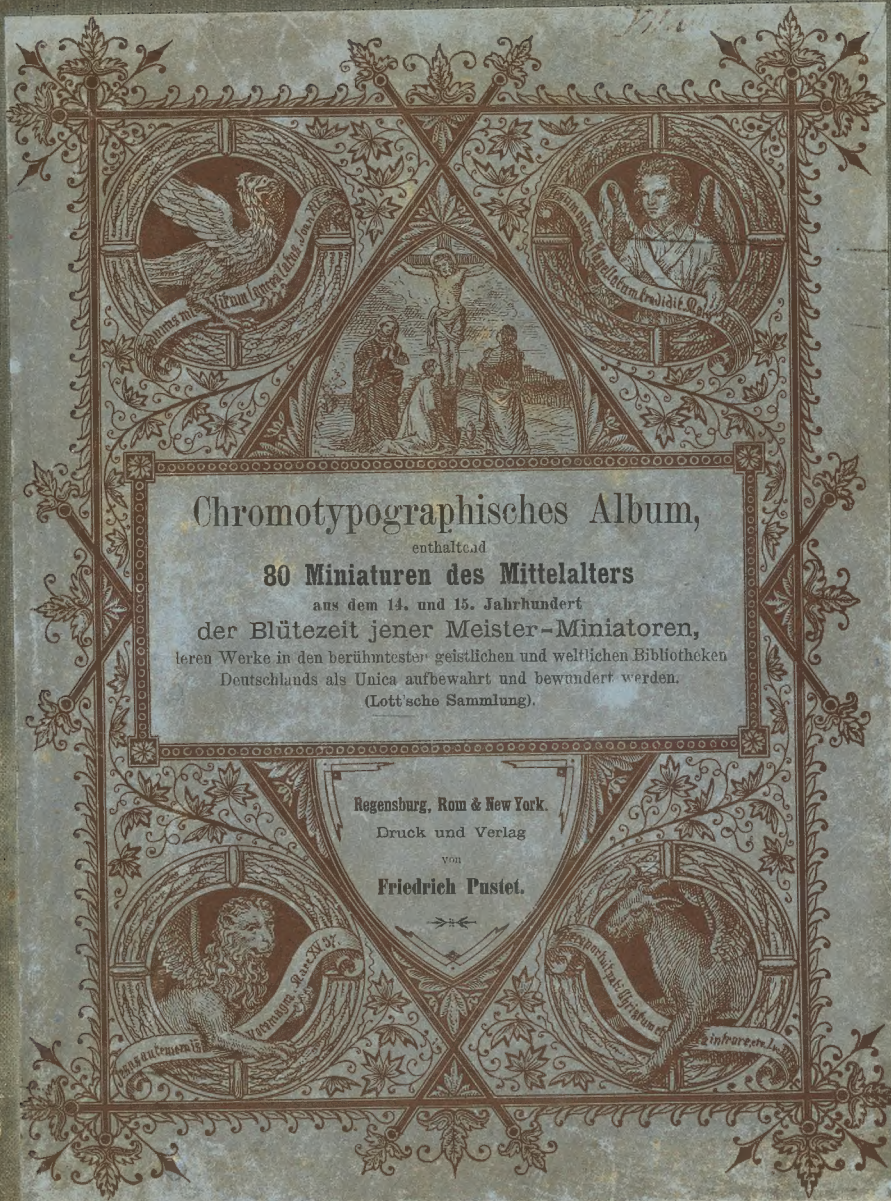 Chromotypographisches Album,
enthaltend
80 Miniaturen des Mittelalters
aus dem 14. und 15. Jahrhundert
der Blütezeit jener Meister-Miniatoren,
leren Werke in den berühmtester geistlichen und weltlichen Bibliotheken
Deutschlands als Unica aufbewahrt und bewundert werden.
(Lott'sche Sammlung).
Regensburg, Rom & New York.
Druck und Verlag
von
Friedrich Pustet.